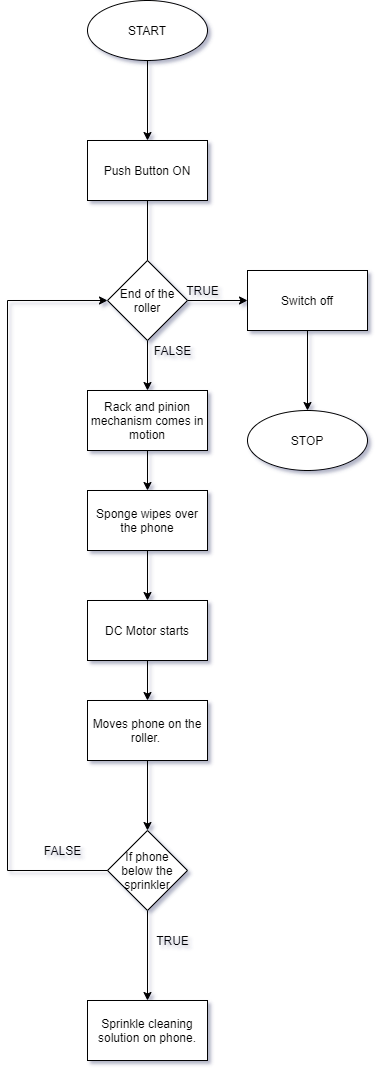 START
Push Button ON
End of the
roller
TRUE
Switch off
FALSE
Rack and pinion
mechanism comes in
motion
STOP
Sponge wipes over
the phone
DC Motor starts
Moves phone on the
roller.
FALSE
If phone
below the
sprinkler
TRUE
Sprinkle cleaning
solution on phone.